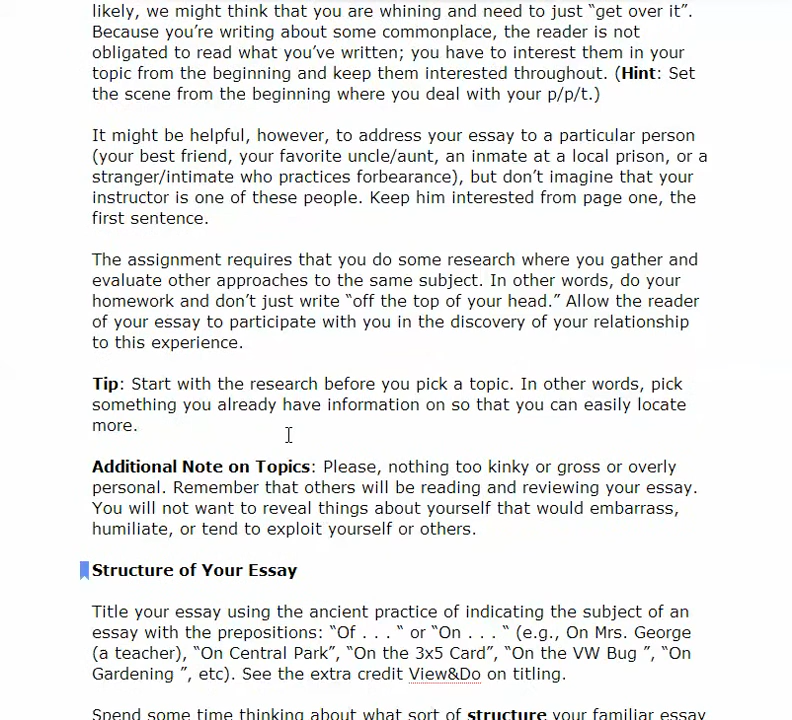 likely, we might think that you are whining and need to just “get over it”.
Because you’re writing about some commonplace, the reader is not
obligated to read what you’ve written; you have to interest them in your
topic from the beginning and keep them interested throughout. (Hint: Set
the scene from the beginning where you deal with your p/p/t.)
It might be helpful, however, to address your essay to a particular person
(your best friend, your favorite uncle/aunt, an inmate at a local prison, or a
stranger/intimate who practices forbearance), but don’t imagine that your
instructor is one of these people. Keep him interested from page one, the
first sentence.
The assignment requires that you do some research where you gather and
evaluate other approaches to the same subject. In other words, do your
homework and don’t just write “off the top of your head.” Allow the reader
of your essay to participate with you in the discovery of your relationship
to this experience.
Tip: Start with the research before you pick a topic. In other words, pick
something you already have information on so that you can easily locate
more.
Additional Note on Topics: Please, nothing too kinky or gross or overly
personal. Remember that others will be reading and reviewing your essay.
You will not want to reveal things about yourself that would embarrass,
humiliate, or tend to exploit yourself or others.
Structure of Your Essay
Title your essay using the ancient practice of indicating the subject of an
essay with the prepositions: “Of . . . “ or “On . . . “ (e.g., On Mrs. George
(a teacher), “On Central Park”, “On the 3x5 Card”, “On the VW Bug ”, “On
Gardening ”, etc). See the extra credit View&Do on titling.
Spend some time thinking about what sort of structure your familiar essay